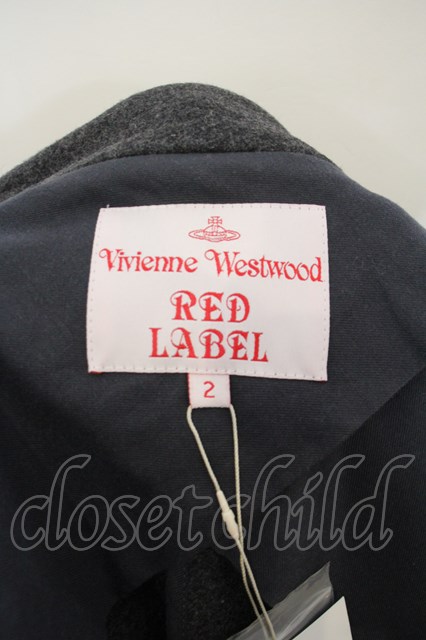 Vivienne Westwood
RED
LABEL
2
closetchild